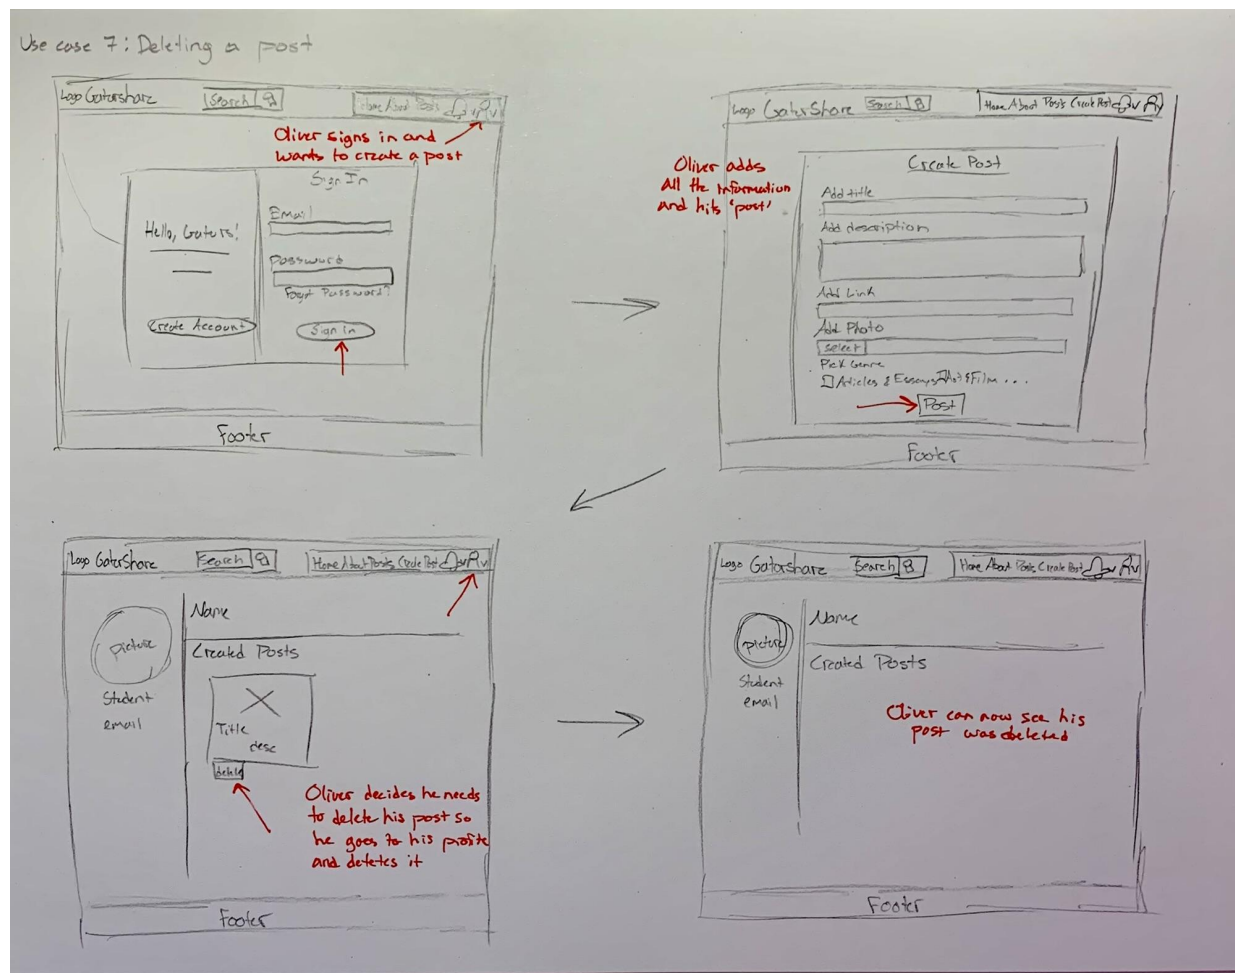 Use case 7: Deleting a post
Logo Gatorshare
Search
Home About Posts
Oliver signs in and
wants to create a post
Hello, Gators!
Create Account
Sign In
Email
Password
Forgot Password?
Sign in
Footer
Logo GatorShare
Search
Home About Posts Create Post
Oliver adds
all the information
and hits 'post'
Create Post
Add title
Add description
Add Link
Add Photo
Select
Pick Genre
Articles & Essays Art & Film ...
Post
Footer
Logo GatorShare
Search
Home About Posts Create Post
picture
Student
email
Name
Created Posts
Title
desc
delete
Oliver decides he needs
to delete his post so
he goes to his profile
and deletes it
Footer
Logo Gatorshare
Search
Home About Posts Create Post
picture
Student
email
Name
Created Posts
Oliver can now see his
post was deleted
Footer